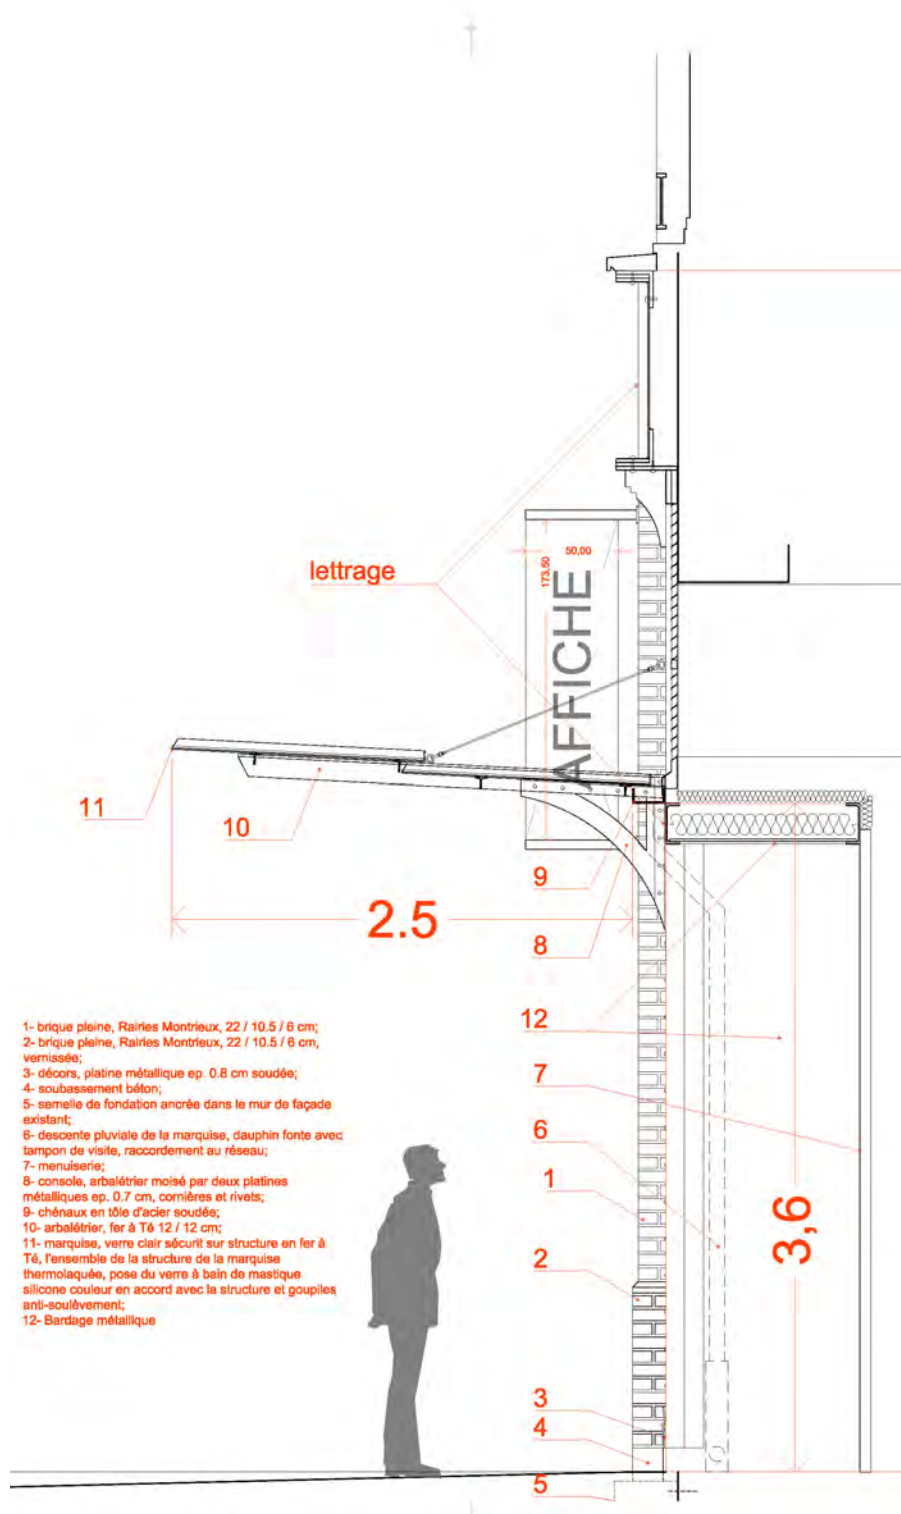 lettrage
50,00
173,50
AFFICHE
11
10
9
2.5
8
12
7
6
1
3,6
2
3
4
5
1- brique pleine, Rairies Montrieux, 22 / 10.5 / 6 cm;
2- brique pleine, Rairies Montrieux, 22 / 10.5 / 6 cm,
vernissée;
3- décors, platine métallique ep. 0.8 cm soudée;
4- soubassement béton;
5- semelle de fondation ancrée dans le mur de façade
existant;
6- descente pluviale de la marquise, dauphin fonte avec
tampon de visite, raccordement au réseau;
7- menuiserie;
8- console, arbalétrier moisé par deux platines
métalliques ep. 0.7 cm, cornières et rivets;
9- chénaux en tôle d'acier soudée;
10- arbalétrier, fer à Té 12 / 12 cm;
11- marquise, verre clair sécurit sur structure en fer à
Té, l'ensemble de la structure de la marquise
thermolaquée, pose du verre à bain de mastique
silicone couleur en accord avec la structure et goupiles
anti-soulèvement;
12- Bardage métallique